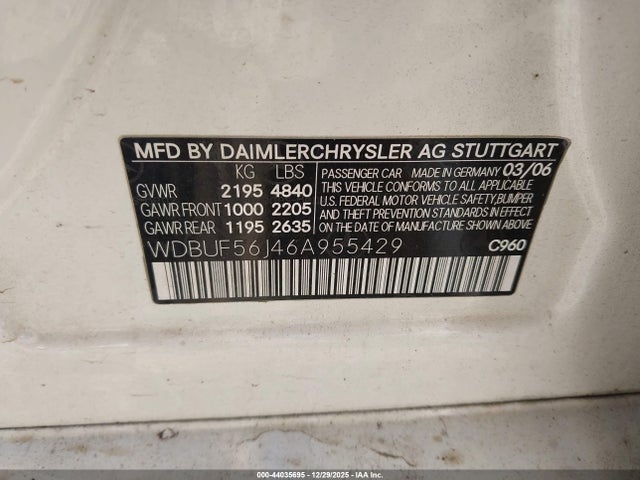 MFD BY DAIMLERCHRYSLER AG STUTTGART
KG LBS
GVWR 2195 4840
GAWR FRONT 1000 2205
GAWR REAR 1195 2635
PASSENGER CAR MADE IN GERMANY 03/06
THIS VEHICLE CONFORMS TO ALL APPLICABLE
U.S. FEDERAL MOTOR VEHICLE SAFETY, BUMPER
AND THEFT PREVENTION STANDARDS IN EFFECT
ON THE DATE OF MANUFACTURE SHOWN ABOVE
WDBUF56J46A955429 C960
Stock: 44035695 • 12/29/2025 • IAA Inc. / IAA